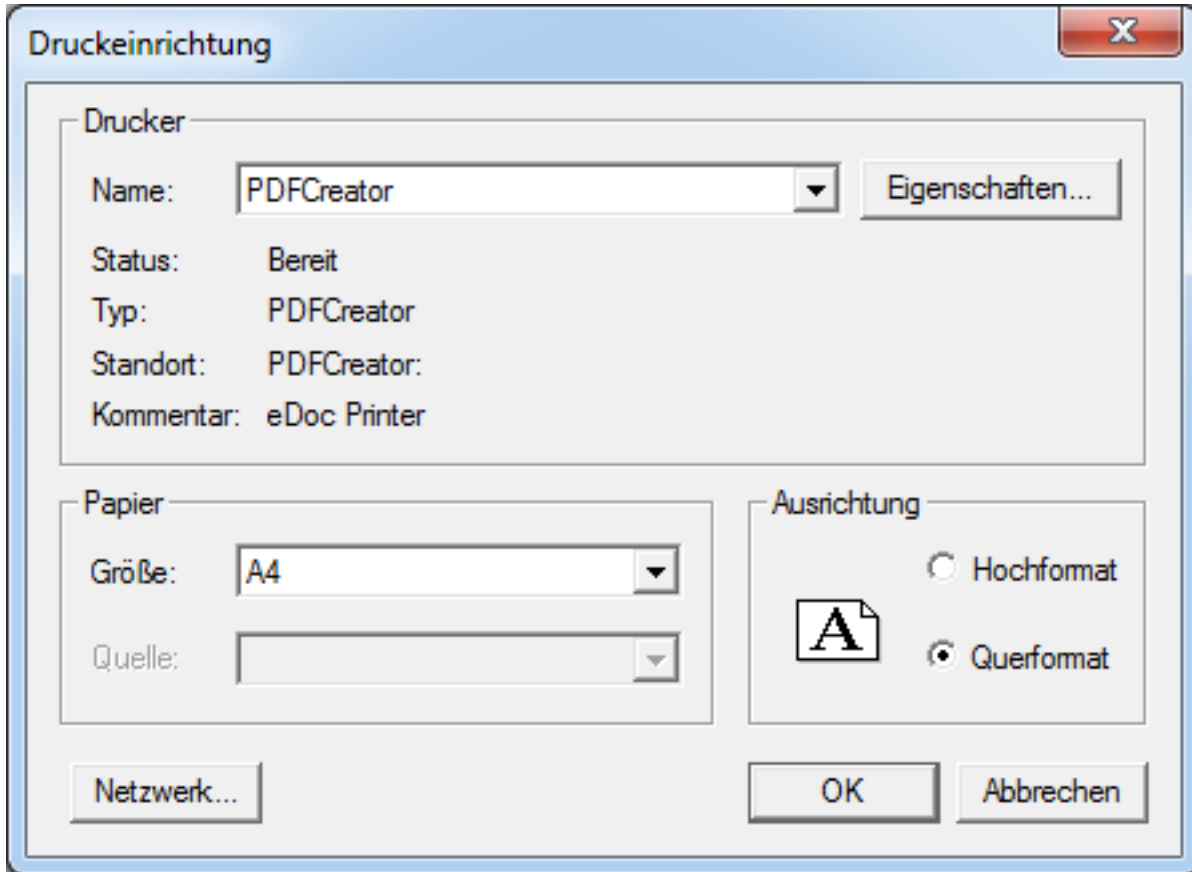 Druckeinrichtung
Drucker
Name: PDFCreator Eigenschaften...
Status: Bereit
Typ: PDFCreator
Standort: PDFCreator:
Kommentar: eDoc Printer
Papier
Größe: A4
Quelle:
Ausrichtung
A
Hochformat
Querformat
Netzwerk... OK Abbrechen